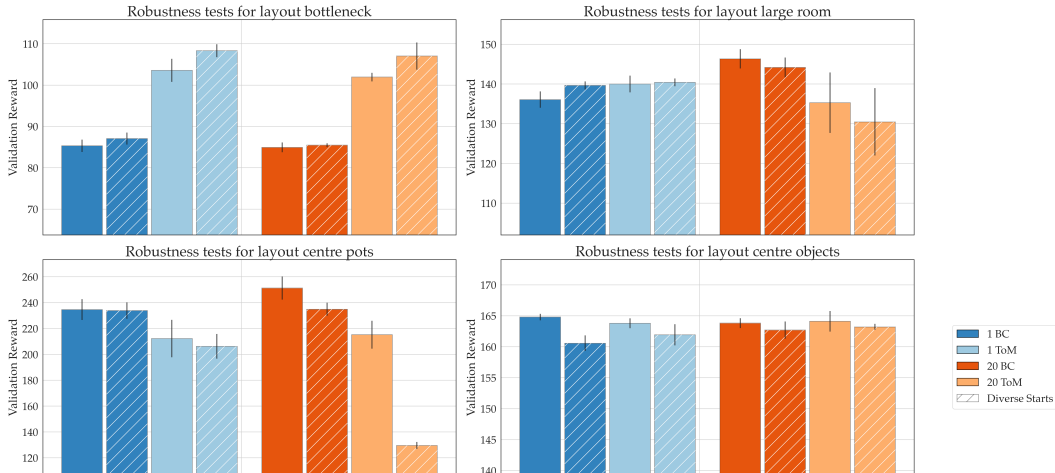 Robustness tests for layout bottleneck
Validation Reward
110
100
90
80
70
Robustness tests for layout large room
Validation Reward
150
140
130
120
110
Robustness tests for layout centre pots
Validation Reward
260
240
220
200
180
160
140
120
Robustness tests for layout centre objects
Validation Reward
170
165
160
155
150
145
140
1 BC
1 ToM
20 BC
20 ToM
Diverse Starts